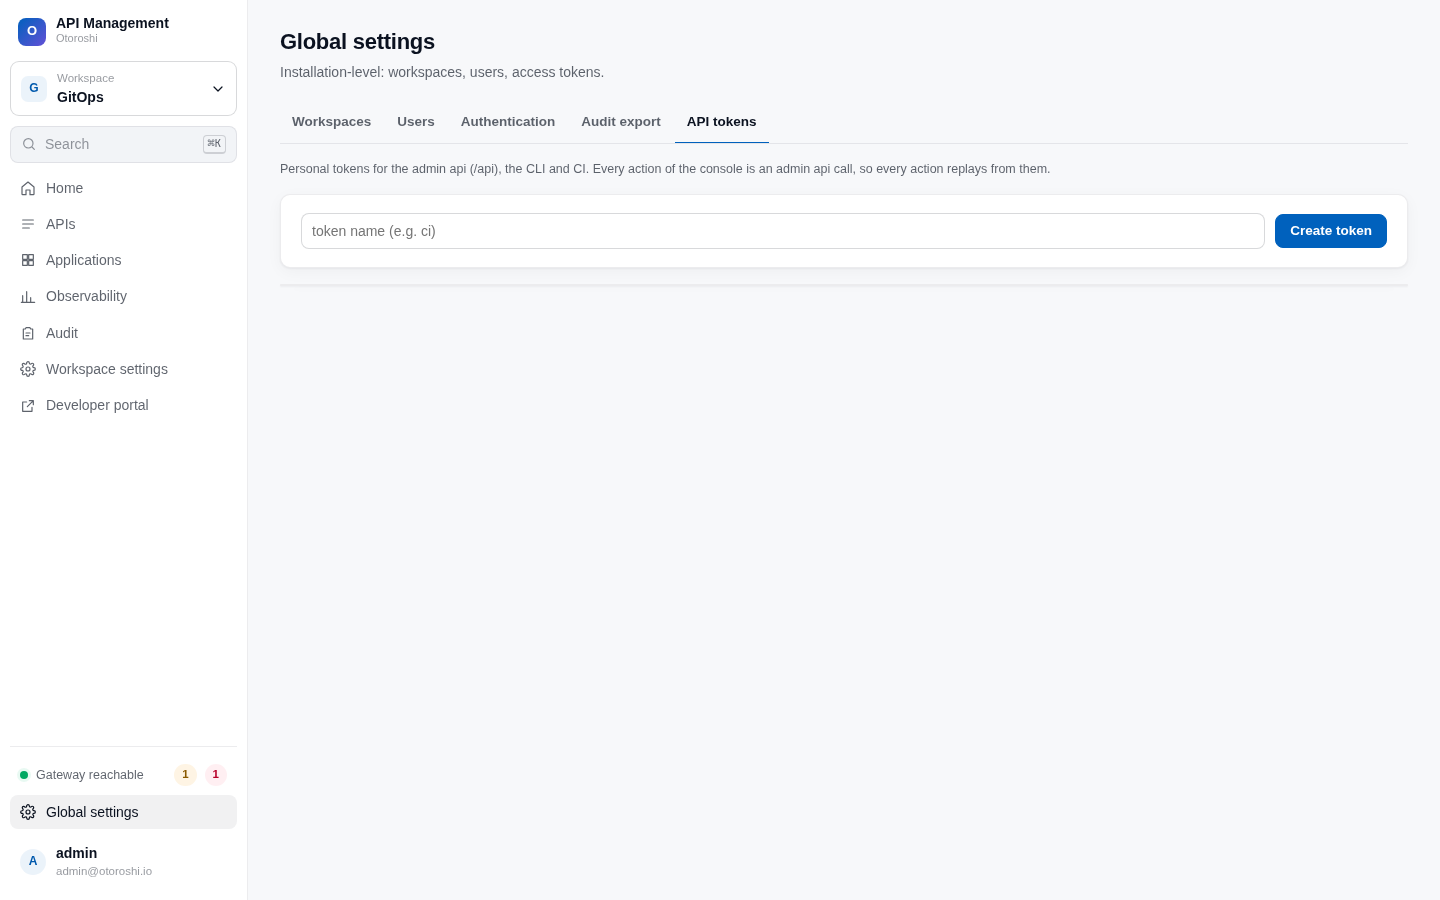 O
API Management
Otoroshi
G
Workspace
GitOps
Search
⌘K
Home
APIs
Applications
Observability
Audit
Workspace settings
Developer portal
Gateway reachable
1
1
Global settings
A
admin
admin@otoroshi.io
Global settings
Installation-level: workspaces, users, access tokens.
Workspaces
Users
Authentication
Audit export
API tokens
Personal tokens for the admin api (/api), the CLI and CI. Every action of the console is an admin api call, so every action replays from them.
token name (e.g. ci)
Create token